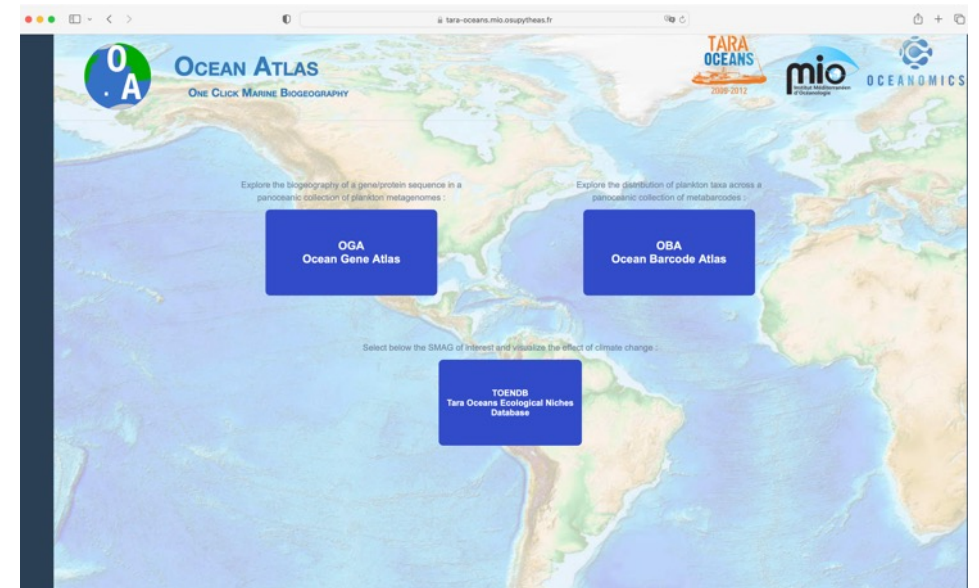 tara-oceans.mio.osupytheas.fr
O
. A
OCEAN ATLAS
ONE CLICK MARINE BIOGEOGRAPHY
TARA
OCEANS
2009-2012
mio
Institut Méditerranéen
d'Océanologie
OCEANOMICS
Explore the biogeography of a gene/protein sequence in a
panoceanic collection of plankton metagenomes :
OGA
Ocean Gene Atlas
Explore the distribution of plankton taxa across a
panoceanic collection of metabarcodes :
OBA
Ocean Barcode Atlas
Select below the SMAG of interest and visualize the effect of climate change :
TOENDB
Tara Oceans Ecological Niches
Database